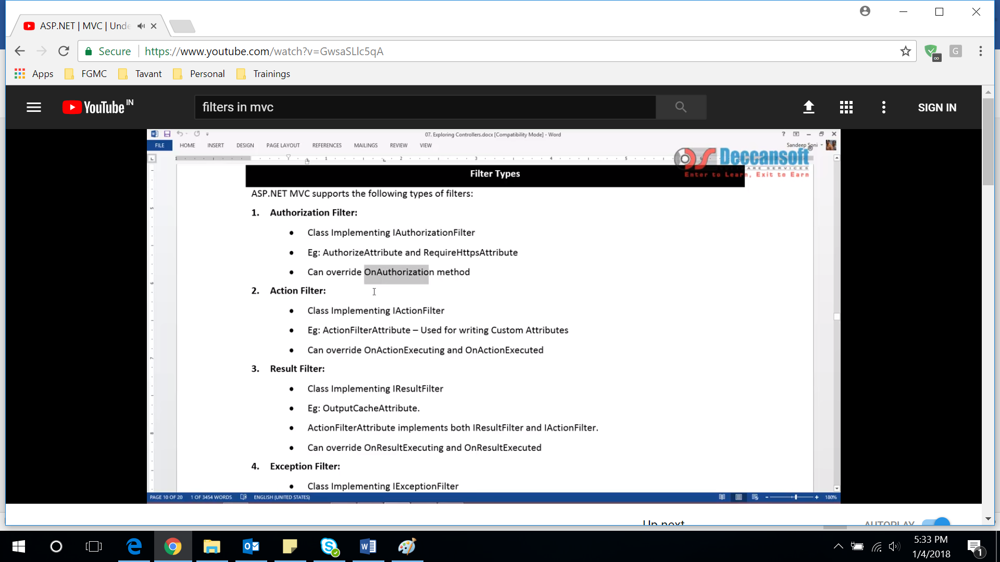 ASP.NET | MVC | Unde
Secure https://www.youtube.com/watch?v=GwsaSLlc5qA
G
Apps FGMC Tavant Personal Trainings
YouTube IN filters in mvc SIGN IN
07. Exploring Controllers.docx [Compatibility Mode] - Word
FILE HOME INSERT DESIGN PAGE LAYOUT REFERENCES MAILINGS REVIEW VIEW Sandeep Soni
1 2 3 4 5
Deccansoft
Enter to Learn, Exit to Earn
Filter Types
ASP.NET MVC supports the following types of filters:
1. Authorization Filter:
• Class Implementing IAuthorizationFilter
• Eg: AuthorizeAttribute and RequireHttpsAttribute
• Can override OnAuthorization method
2. Action Filter:
• Class Implementing IActionFilter
• Eg: ActionFilterAttribute – Used for writing Custom Attributes
• Can override OnActionExecuting and OnActionExecuted
3. Result Filter:
• Class Implementing IResultFilter
• Eg: OutputCacheAttribute.
• ActionFilterAttribute implements both IResultFilter and IActionFilter.
• Can override OnResultExecuting and OnResultExecuted
4. Exception Filter:
• Class Implementing IExceptionFilter
PAGE 10 OF 20 1 OF 3454 WORDS ENGLISH (UNITED STATES) 180%
Up next AUTOPLAY
5:33 PM
1/4/2018
1